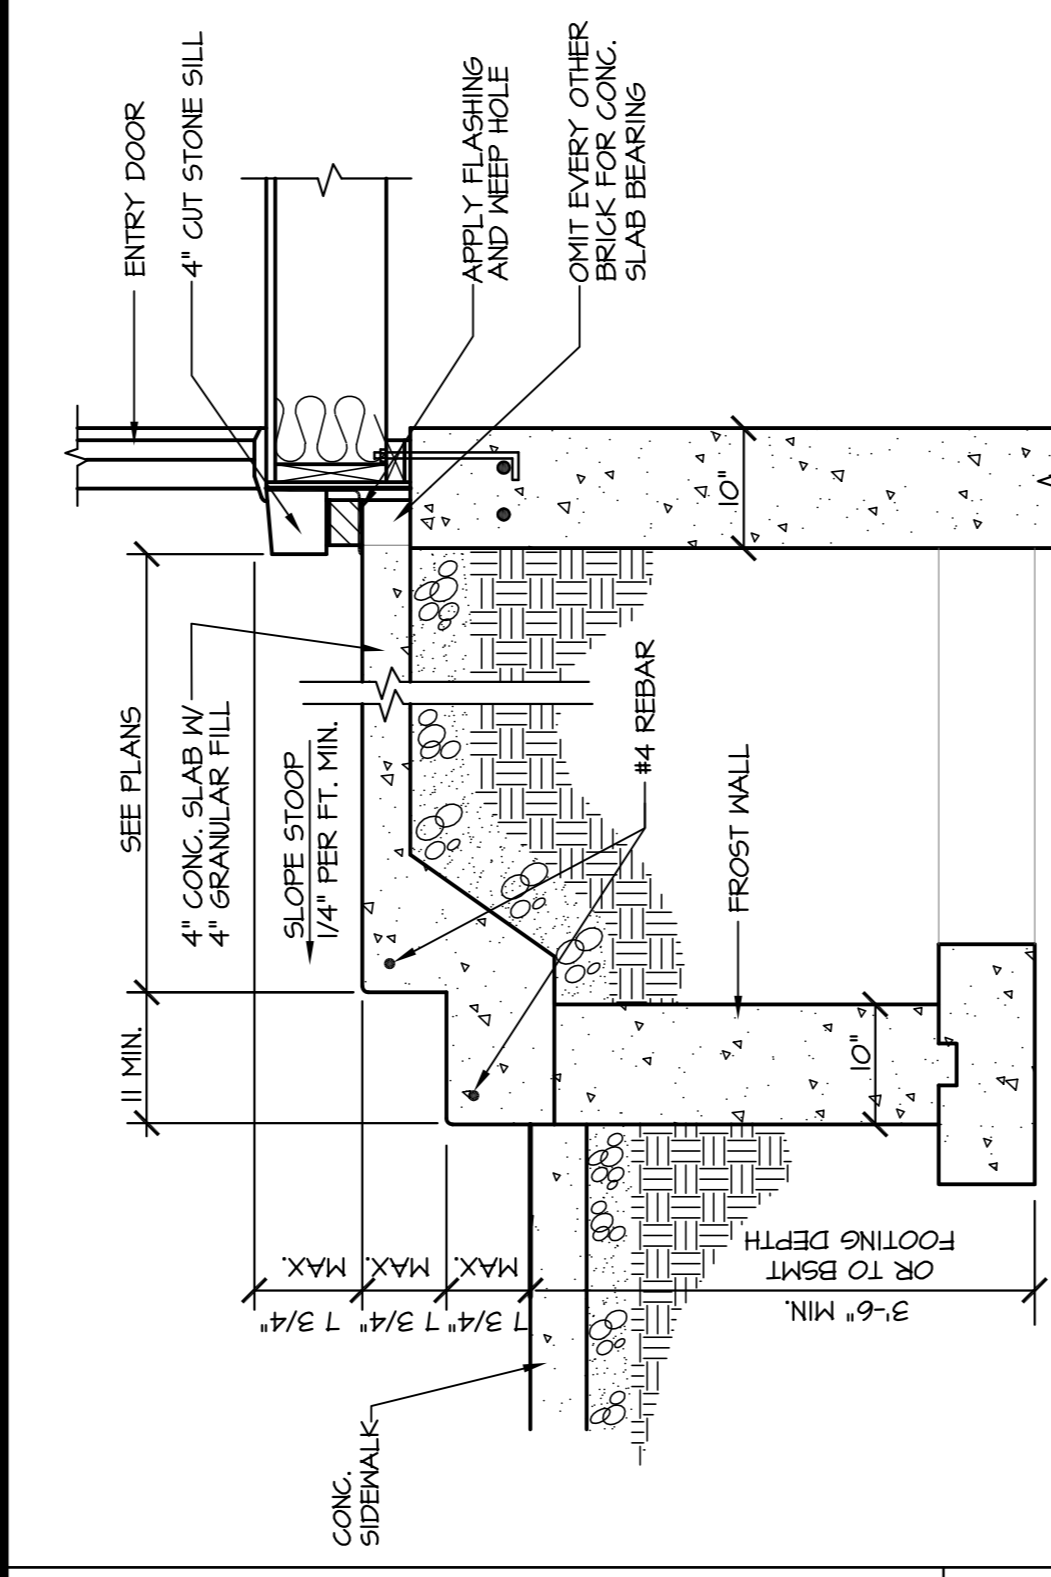 ENTRY DOOR
4" CUT STONE SILL
APPLY FLASHING
AND WEEP HOLE
OMIT EVERY OTHER
BRICK FOR CONC.
SLAB BEARING
SEE PLANS
11 MIN.
4" CONC. SLAB W/
4" GRANULAR FILL
SLOPE STOOP
1/4" PER FT. MIN.
10"
#4 REBAR
FROST WALL
10"
7 3/4"
MAX.
7 3/4"
MAX.
7 3/4"
MAX.
3'-6" MIN.
OR TO BSMT
FOOTING DEPTH
CONC.
SIDEWALK